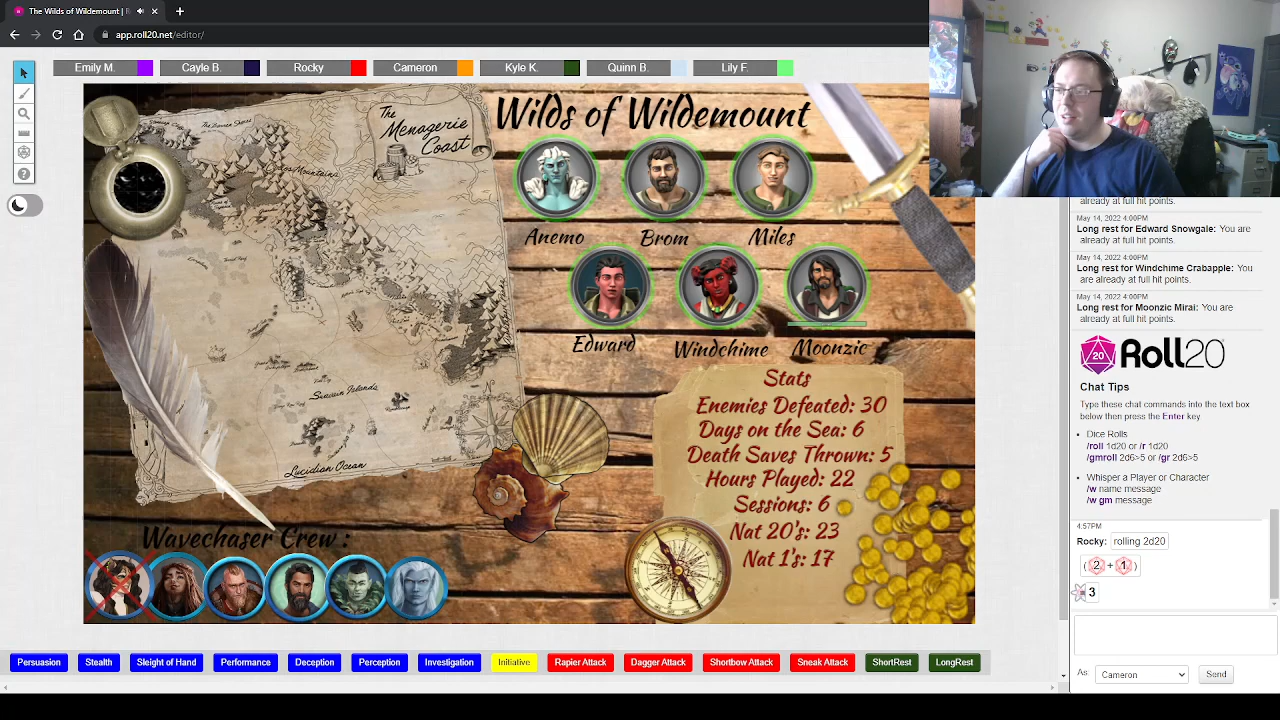 The Wilds of Wildemount |
app.roll20.net/editor/
Emily M.
Cayle B.
Rocky
Cameron
Kyle K.
Quinn B.
Lily F.
The
Menagerie
Coast
Wilds of Wildemount
Anemo
Brom
Miles
Edward
Windchime
Moonzic
Lucidian Ocean
Stats
Enemies Defeated: 30
Days on the Sea: 6
Death Saves Thrown: 5
Hours Played: 22
Sessions: 6
Nat 20's: 23
Nat 1's: 17
Wavechaser Crew :
already at full hit points.
May 14, 2022 4:00PM
Long rest for Edward Snowgale: You are
already at full hit points.
May 14, 2022 4:00PM
Long rest for Windchime Crabapple: You
are already at full hit points.
May 14, 2022 4:00PM
Long rest for Moonzic Mirai: You are
already at full hit points.
20
Roll20
Chat Tips
Type these chat commands into the text box
below then press the Enter key
• Dice Rolls
/roll 1d20 or /r 1d20
/gmroll 2d6>5 or /gr 2d6>5
• Whisper a Player or Character
/w name message
/w gm message
4:57PM
Rocky: rolling 2d20
(2+1)
3
As: Cameron Send
Persuasion
Stealth
Sleight of Hand
Performance
Deception
Perception
Investigation
Initiative
Rapier Attack
Dagger Attack
Shortbow Attack
Sneak Attack
ShortRest
LongRest